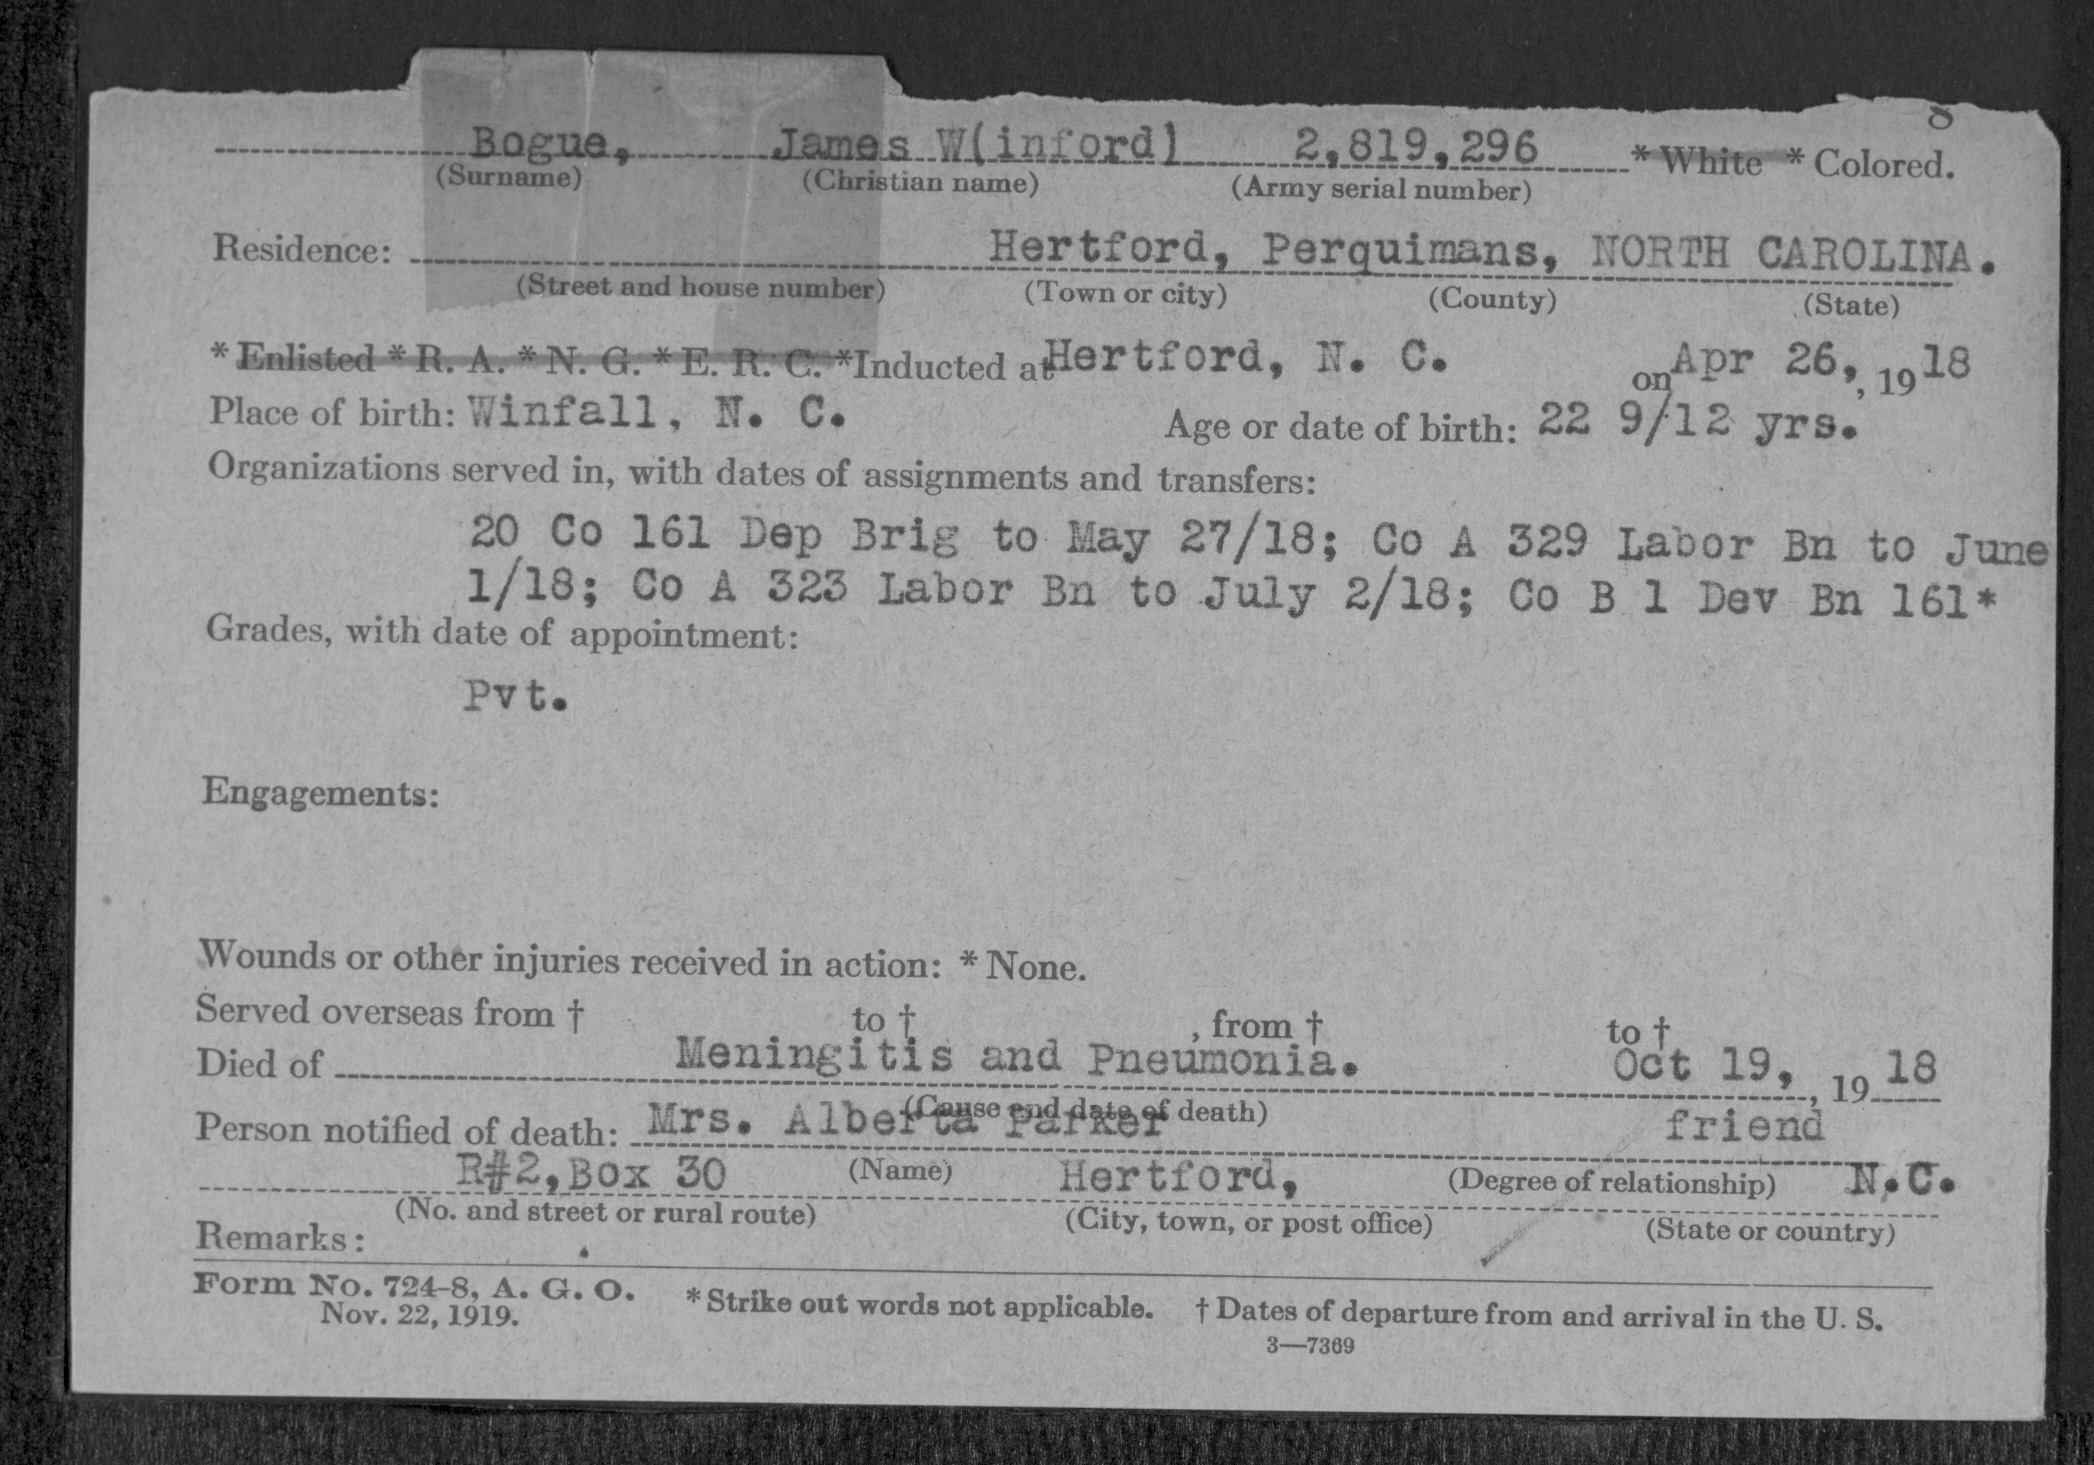 8
Bogue, James W(inford) 2,819,296 * White * Colored.
(Surname) (Christian name) (Army serial number)
Residence: Hertford, Perquimans, NORTH CAROLINA.
(Street and house number) (Town or city) (County) (State)
* Enlisted * R. A. * N. G. * E. R. C. *Inducted at Hertford, N. C. on Apr 26, , 1918
Place of birth: Winfall, N. C. Age or date of birth: 22 9/12 yrs.
Organizations served in, with dates of assignments and transfers:
20 Co 161 Dep Brig to May 27/18; Co A 329 Labor Bn to June
1/18; Co A 323 Labor Bn to July 2/18; Co B 1 Dev Bn 161*
Grades, with date of appointment:
Pvt.
Engagements:
Wounds or other injuries received in action: * None.
Served overseas from † to † , from † to †
Died of Meningitis and Pneumonia. Oct 19, , 19 18
(Cause and date of death)
Person notified of death: Mrs. Alberta Parker friend
(Name) (Degree of relationship)
R#2,Box 30 Hertford, N.C.
(No. and street or rural route) (City, town, or post office) (State or country)
Remarks:
Form No. 724-8, A. G. O. * Strike out words not applicable. † Dates of departure from and arrival in the U. S.
Nov. 22, 1919.
3—7369